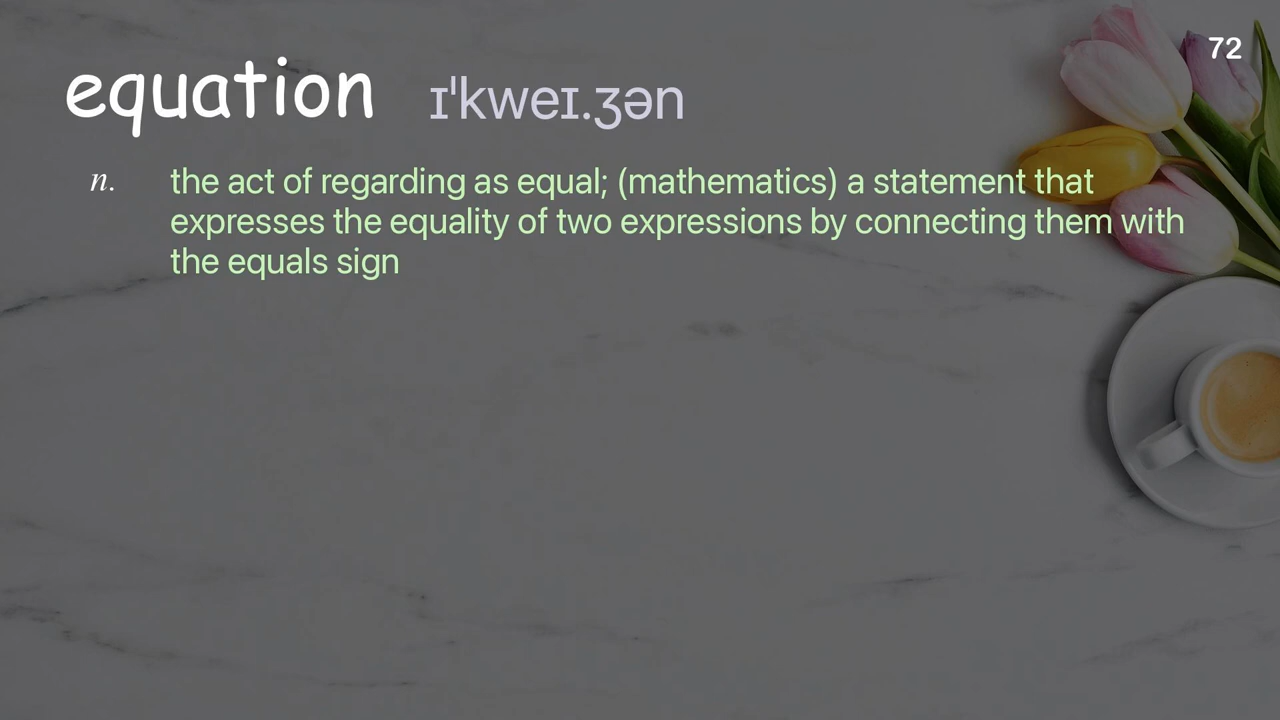 72
equation ɪˈkweɪ.ʒən
n. the act of regarding as equal; (mathematics) a statement that
expresses the equality of two expressions by connecting them with
the equals sign